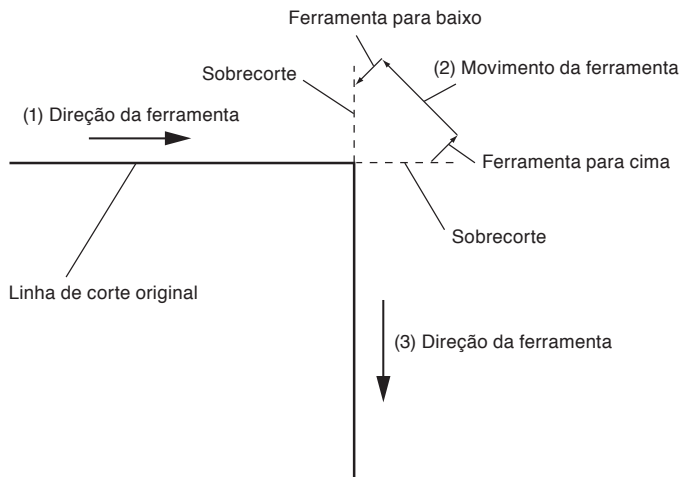 Ferramenta para baixo
(2) Movimento da ferramenta
Sobrecorte
(1) Direção da ferramenta
Ferramenta para cima
Sobrecorte
Linha de corte original
(3) Direção da ferramenta